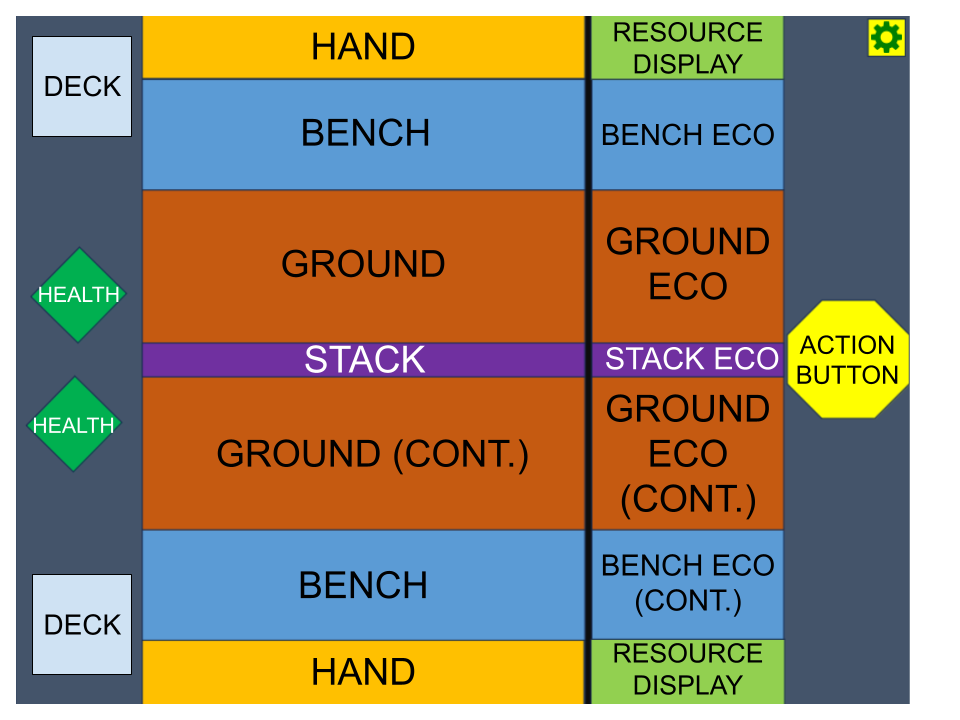 HAND
RESOURCE
DISPLAY
DECK
BENCH
BENCH ECO
GROUND
GROUND
ECO
HEALTH
STACK
STACK ECO
ACTION
BUTTON
HEALTH
GROUND (CONT.)
GROUND
ECO
(CONT.)
BENCH
BENCH ECO
(CONT.)
DECK
HAND
RESOURCE
DISPLAY